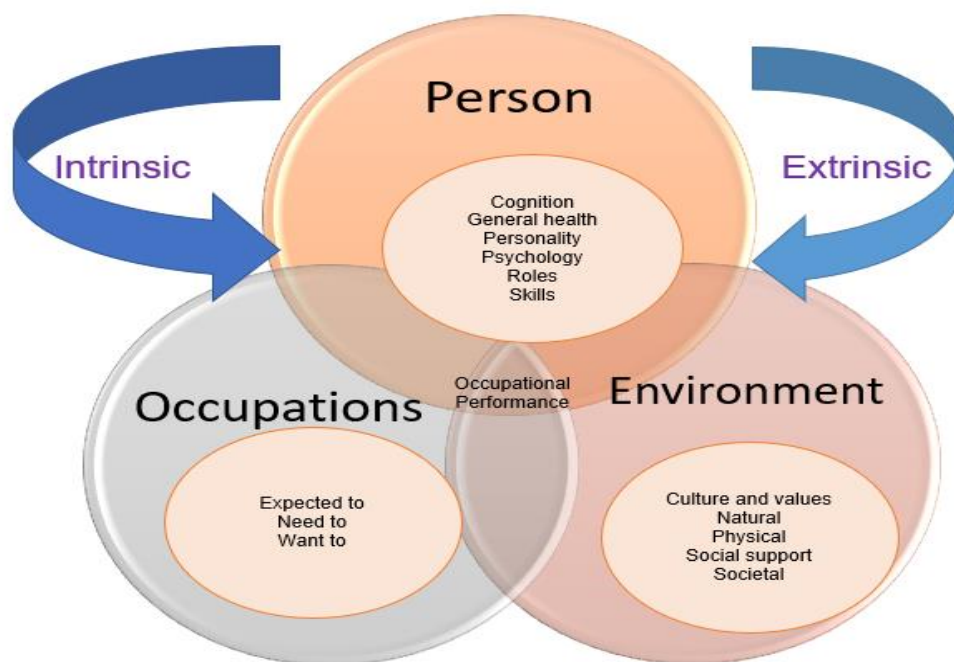 Person
Intrinsic
Extrinsic
Cognition
General health
Personality
Psychology
Roles
Skills
Occupational
Performance
Occupations
Environment
Expected to
Need to
Want to
Culture and values
Natural
Physical
Social support
Societal